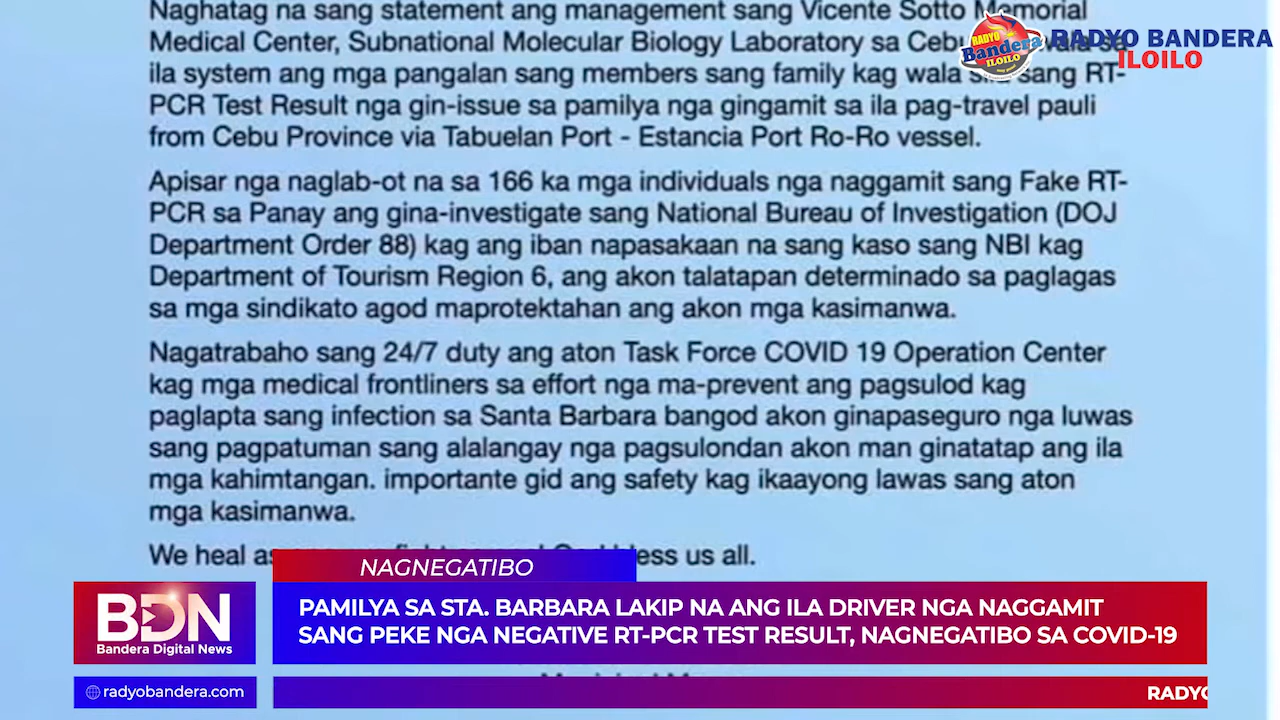 Naghatag na sang statement ang management sang Vicente Sotto Memorial
Medical Center, Subnational Molecular Biology Laboratory sa Cebu wala sa
ila system ang mga pangalan sang members sang family kag wala sila sang RT-
PCR Test Result nga gin-issue sa pamilya nga gingamit sa ila pag-travel pauli
from Cebu Province via Tabuelan Port - Estancia Port Ro-Ro vessel.
Apisar nga naglab-ot na sa 166 ka mga individuals nga naggamit sang Fake RT-
PCR sa Panay ang gina-investigate sang National Bureau of Investigation (DOJ
Department Order 88) kag ang iban napasakaan na sang kaso sang NBI kag
Department of Tourism Region 6, ang akon talatapan determinado sa paglagas
sa mga sindikato agod maprotektahan ang akon mga kasimanwa.
Nagatrabaho sang 24/7 duty ang aton Task Force COVID 19 Operation Center
kag mga medical frontliners sa effort nga ma-prevent ang pagsulod kag
paglapta sang infection sa Santa Barbara bangod akon ginapaseguro nga luwas
sang pagpatuman sang alalangay nga pagsulondan akon man ginatatap ang ila
mga kahimtangan. importante gid ang safety kag ikaayong lawas sang aton
mga kasimanwa.
We heal as bless us all.
RADYO Bandera ILOILO
RADYO BANDERA
ILOILO
NAGNEGATIBO
BDN
Bandera Digital News
PAMILYA SA STA. BARBARA LAKIP NA ANG ILA DRIVER NGA NAGGAMIT
SANG PEKE NGA NEGATIVE RT-PCR TEST RESULT, NAGNEGATIBO SA COVID-19
radyobandera.com
RADYO